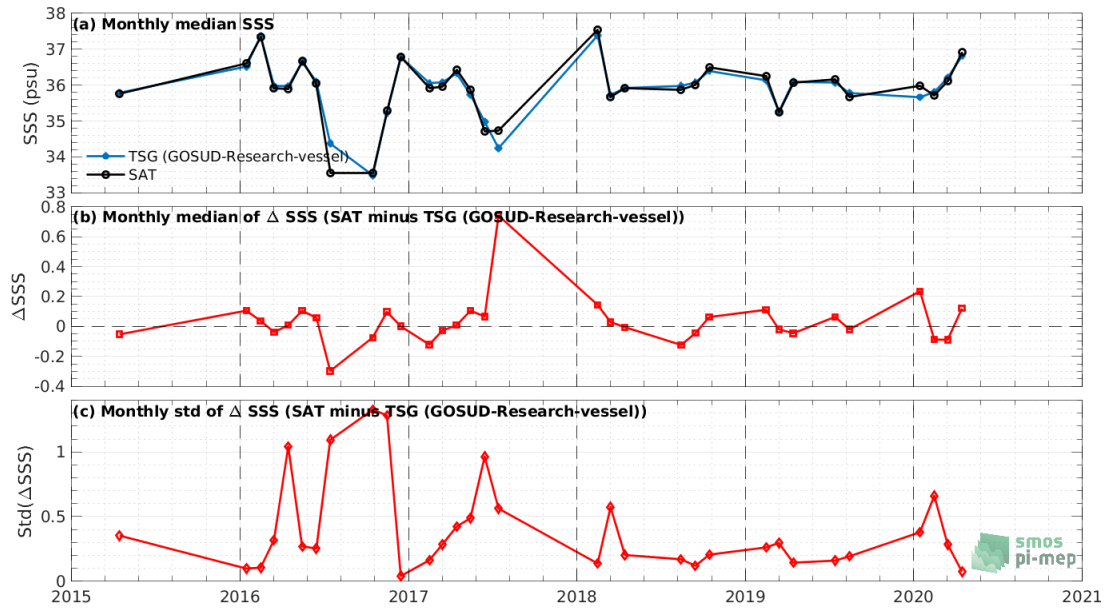 (a) Monthly median SSS
SSS (psu)
38
37
36
35
34
33
TSG (GOSUD-Research-vessel)
SAT
(b) Monthly median of Δ SSS (SAT minus TSG (GOSUD-Research-vessel))
ΔSSS
0.8
0.6
0.4
0.2
0
-0.2
-0.4
(c) Monthly std of Δ SSS (SAT minus TSG (GOSUD-Research-vessel))
Std(ΔSSS)
1
0.5
0
smos
pi-mep
2015 2016 2017 2018 2019 2020 2021